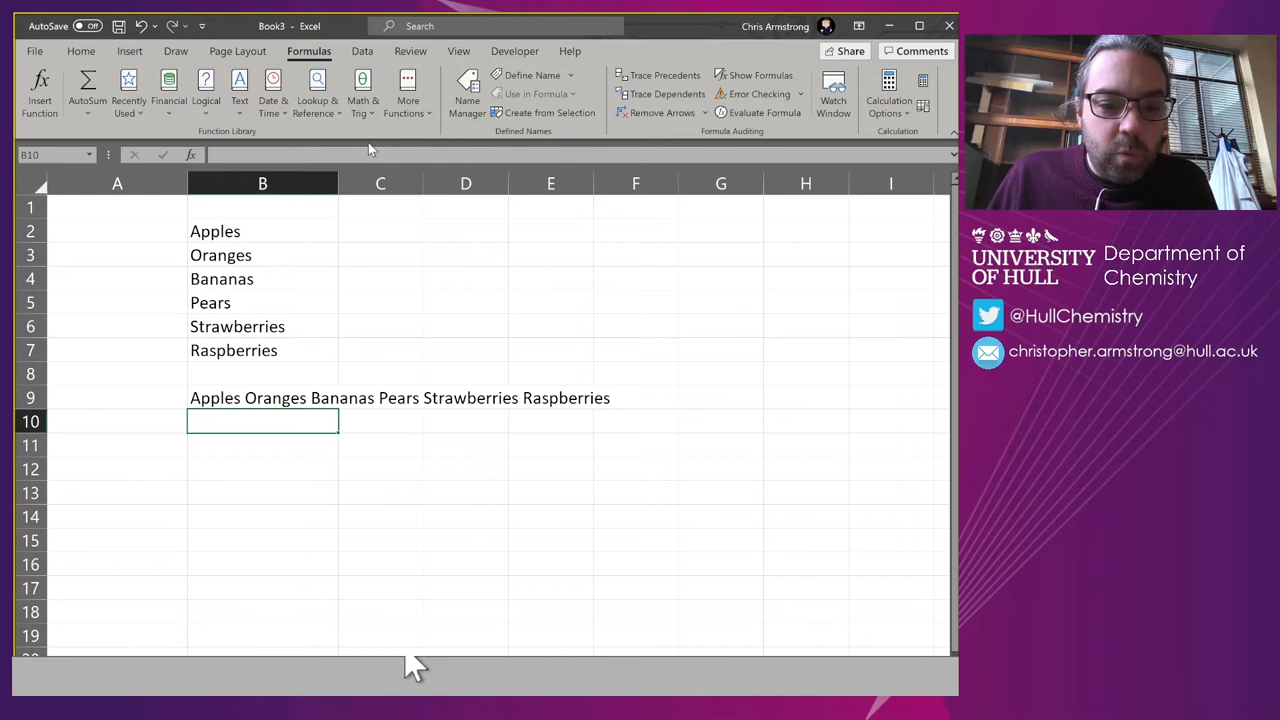 AutoSave Off
Book3 - Excel
Search
Chris Armstrong
File Home Insert Draw Page Layout Formulas Data Review View Developer Help
Share Comments
Insert Function
AutoSum
Recently Used
Financial
Logical
Text
Date & Time
Lookup & Reference
Math & Trig
More Functions
Function Library
Name Manager
Define Name
Use in Formula
Create from Selection
Defined Names
Trace Precedents
Trace Dependents
Remove Arrows
Show Formulas
Error Checking
Evaluate Formula
Formula Auditing
Watch Window
Calculation Options
Calculation
B10
fx
A B C D E F G H I
1
2 Apples
3 Oranges
4 Bananas
5 Pears
6 Strawberries
7 Raspberries
8
9 Apples Oranges Bananas Pears Strawberries Raspberries
10
11
12
13
14
15
16
17
18
19
UNIVERSITY OF HULL
Department of Chemistry
@HullChemistry
christopher.armstrong@hull.ac.uk